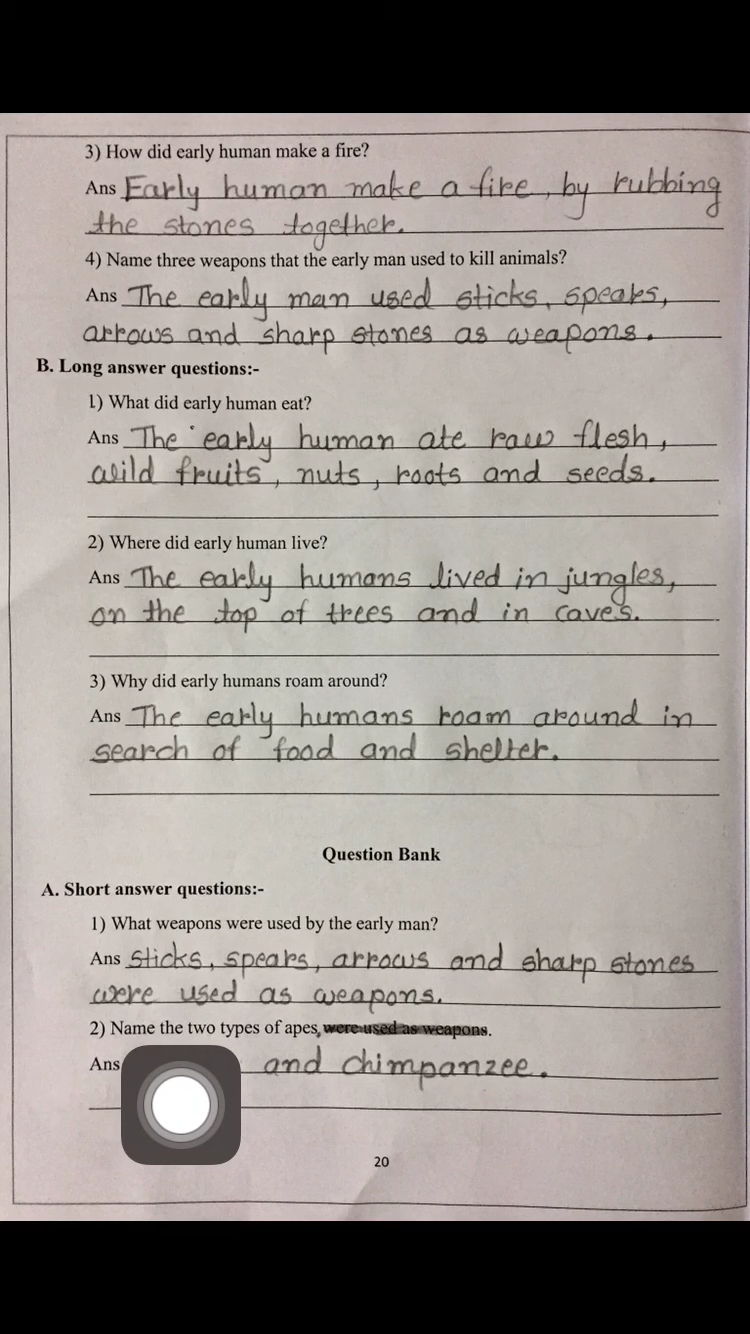 3) How did early human make a fire?
Ans Early human make a fire, by rubbing
the stones together.
4) Name three weapons that the early man used to kill animals?
Ans The early man used sticks, spears,
arrows and sharp stones as weapons.
B. Long answer questions:-
1) What did early human eat?
Ans The early human ate raw flesh,
wild fruits, nuts, roots and seeds.
2) Where did early human live?
Ans The early humans lived in jungles,
on the top of trees and in caves.
3) Why did early humans roam around?
Ans The early humans roam around in
search of food and shelter.
Question Bank
A. Short answer questions:-
1) What weapons were used by the early man?
Ans Sticks, spears, arrows and sharp stones
were used as weapons.
2) Name the two types of apes, were used as weapons.
Ans and chimpanzee.
20